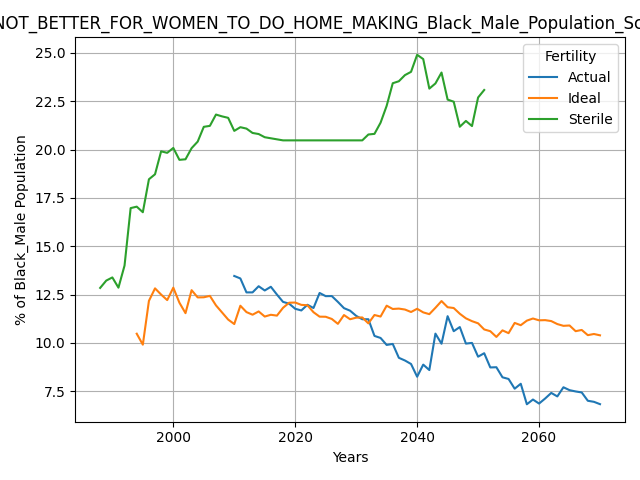 NOT_BETTER_FOR_WOMEN_TO_DO_HOME_MAKING_Black_Male_Population_Sc
25.0
22.5
20.0
17.5
15.0
12.5
10.0
7.5
% of Black_Male Population
2000 2020 2040 2060
Years
Fertility
Actual
Ideal
Sterile